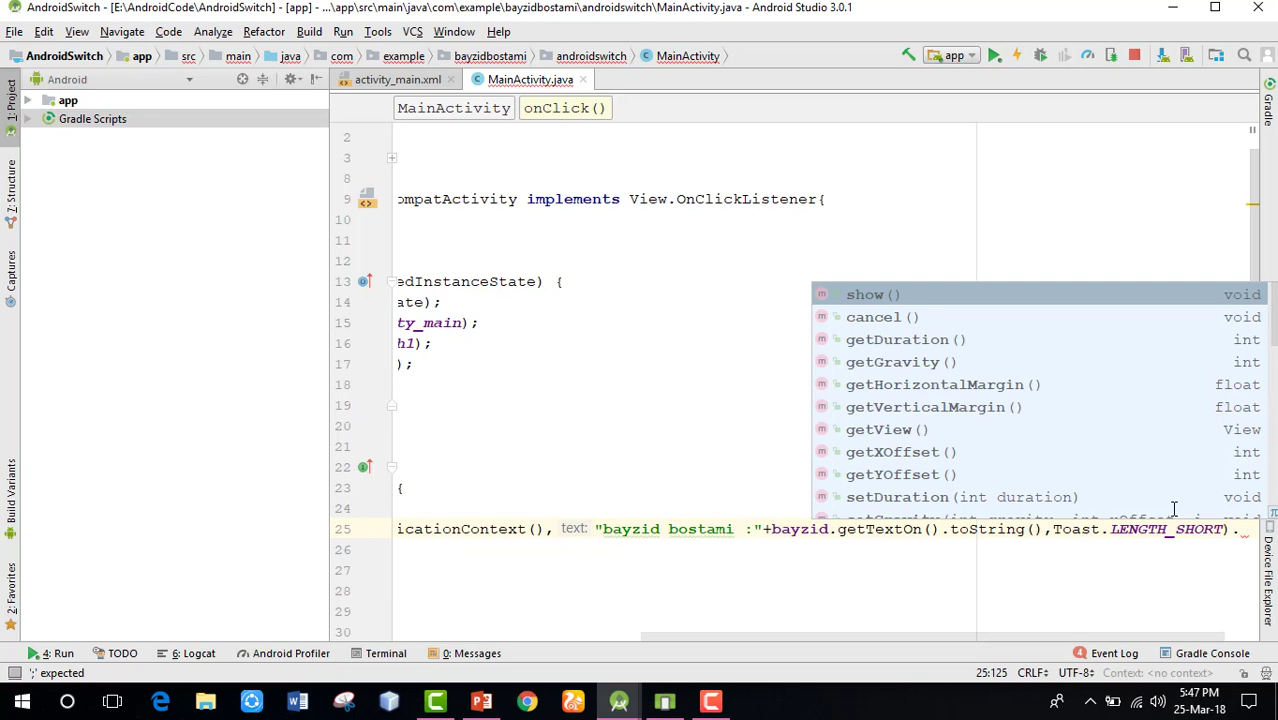 AndroidSwitch - [E:\AndroidCode\AndroidSwitch] - [app] - ...\app\src\main\java\com\example\bayzidbostami\androidswitch\MainActivity.java - Android Studio 3.0.1
File Edit View Navigate Code Analyze Refactor Build Run Tools VCS Window Help
AndroidSwitch app src main java com example bayzidbostami androidswitch MainActivity app
Android activity_main.xml MainActivity.java
1: Project
app
Gradle Scripts
MainActivity onClick()
Gradle
2
3
8
9 ompatActivity implements View.OnClickListener{
7: Structure
10
11
12
Captures
13 edInstanceState) {
14 ate);
15 ty_main);
16 h1);
17 );
18
19
20
21
22
23 {
24
25 icationContext(), text: "bayzid bostami :"+bayzid.getTextOn().toString(),Toast.LENGTH_SHORT).
26
27
28
29
30
show() void
cancel() void
getDuration() int
getGravity() int
getHorizontalMargin() float
getVerticalMargin() float
getView() View
getXOffset() int
getYOffset() int
setDuration(int duration) void
Build Variants
2: Favorites
Device File Explorer
4: Run TODO 6: Logcat Android Profiler Terminal 0: Messages Event Log Gradle Console
';' expected 25:125 CRLF UTF-8 Context: <no context>
5:47 PM
25-Mar-18